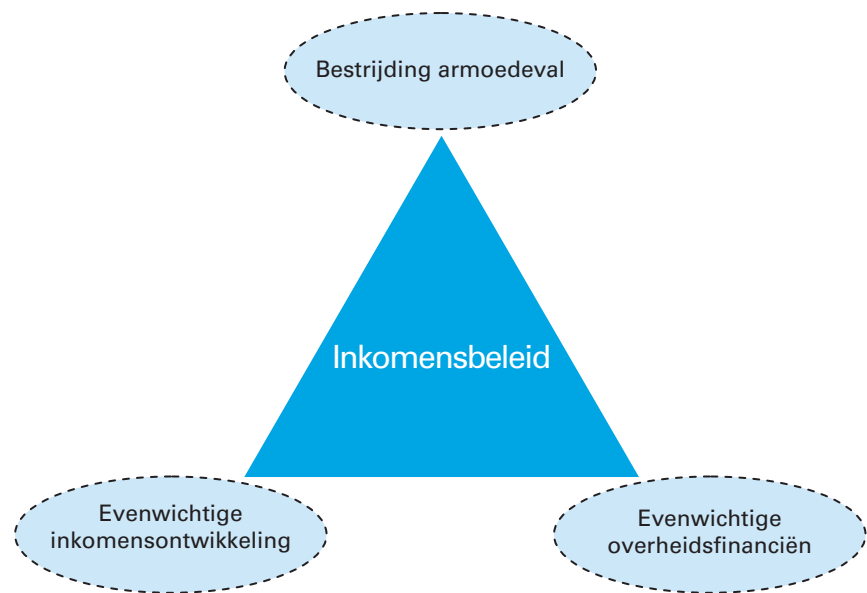 Bestrijding armoedeval
Inkomensbeleid
Evenwichtige
inkomensontwikkeling
Evenwichtige
overheidsfinanciën